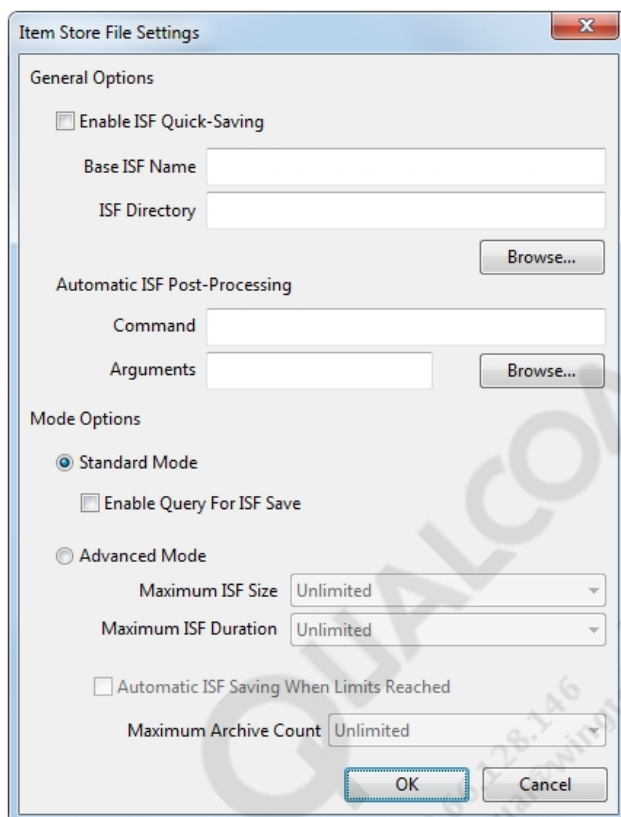 Item Store File Settings
General Options
Enable ISF Quick-Saving
Base ISF Name
ISF Directory
Browse...
Automatic ISF Post-Processing
Command
Arguments
Browse...
Mode Options
Standard Mode
Enable Query For ISF Save
Advanced Mode
Maximum ISF Size Unlimited
Maximum ISF Duration Unlimited
Automatic ISF Saving When Limits Reached
Maximum Archive Count Unlimited
OK Cancel